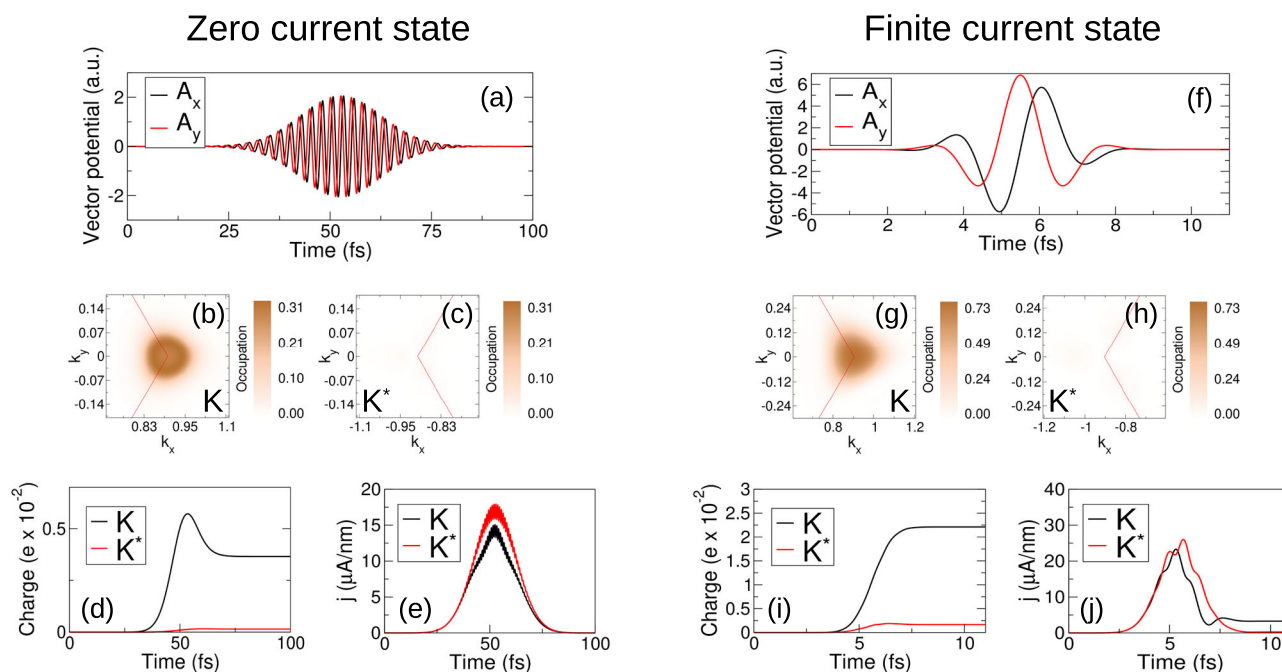 Zero current state
Finite current state
Vector potential (a.u.)
2
0
-2
A_x
A_y
(a)
0 25 50 75 100
Time (fs)
Vector potential (a.u.)
6
4
2
0
-2
-4
-6
A_x
A_y
(f)
0 2 4 6 8 10
Time (fs)
k_y
0.14
0.07
0
-0.07
-0.14
(b)
K
0.83 0.95 1.1
k_x
Occupation
0.31
0.21
0.10
0.00
k_y
0.14
0.07
0
-0.07
-0.14
(c)
K*
-1.1 -0.95 -0.83
k_x
Occupation
0.31
0.21
0.10
0.00
k_y
0.24
0.12
0
-0.12
-0.24
(g)
K
0.8 1 1.2
k_x
Occupation
0.73
0.49
0.24
0.00
k_y
0.24
0.12
0
-0.12
-0.24
(h)
K*
-1.2 -1 -0.8
k_x
Occupation
0.73
0.49
0.24
0.00
Charge (e x 10^-2)
0.5
0
K
K*
(d)
0 50 100
Time (fs)
j (μA/nm)
20
15
10
5
0
K
K*
(e)
0 50 100
Time (fs)
Charge (e x 10^-2)
3
2.5
2
1.5
1
0.5
0
K
K*
(i)
0 5 10
Time (fs)
j (μA/nm)
40
30
20
10
0
K
K*
(j)
0 5 10
Time (fs)